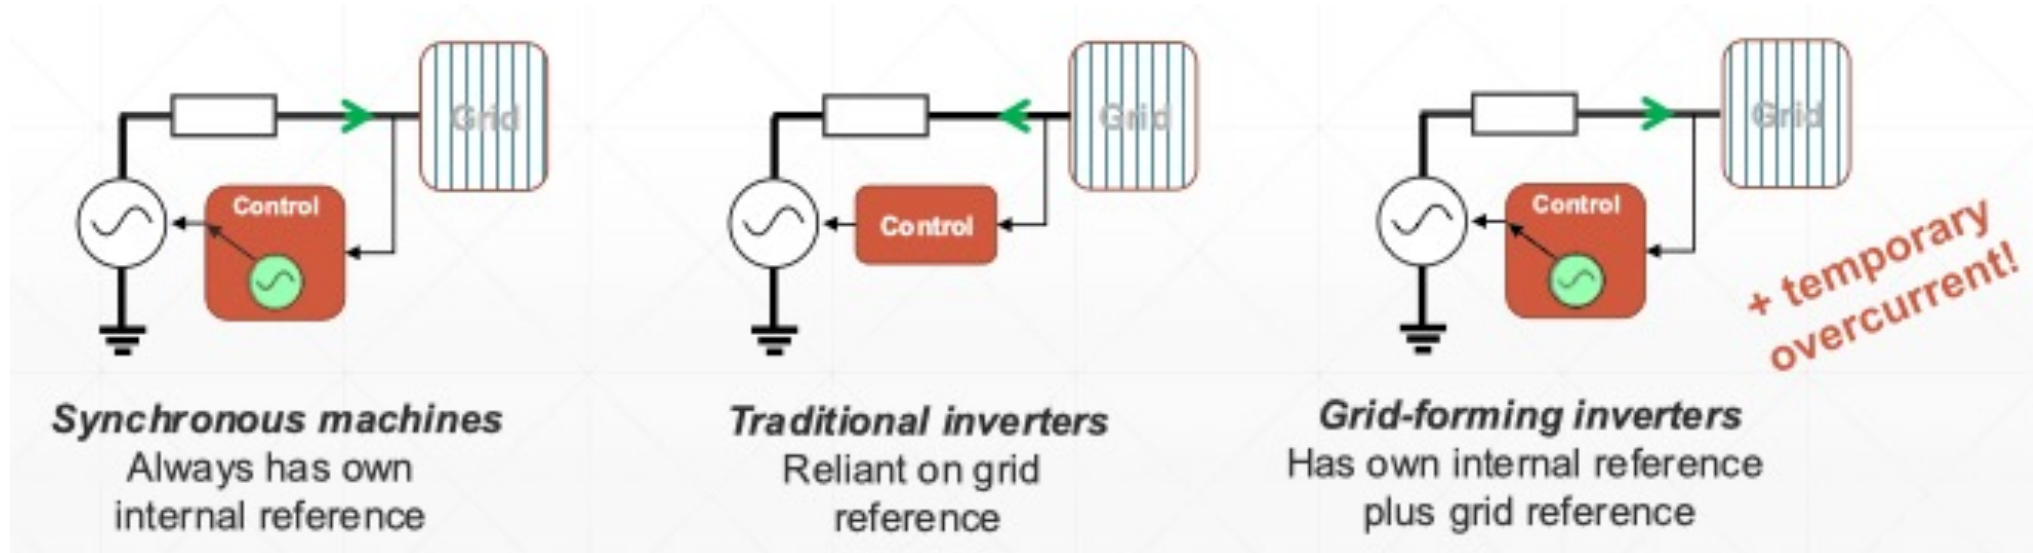 Grid
Control
Synchronous machines
Always has own
internal reference
Grid
Control
Traditional inverters
Reliant on grid
reference
Grid
Control
+ temporary
overcurrent!
Grid-forming inverters
Has own internal reference
plus grid reference